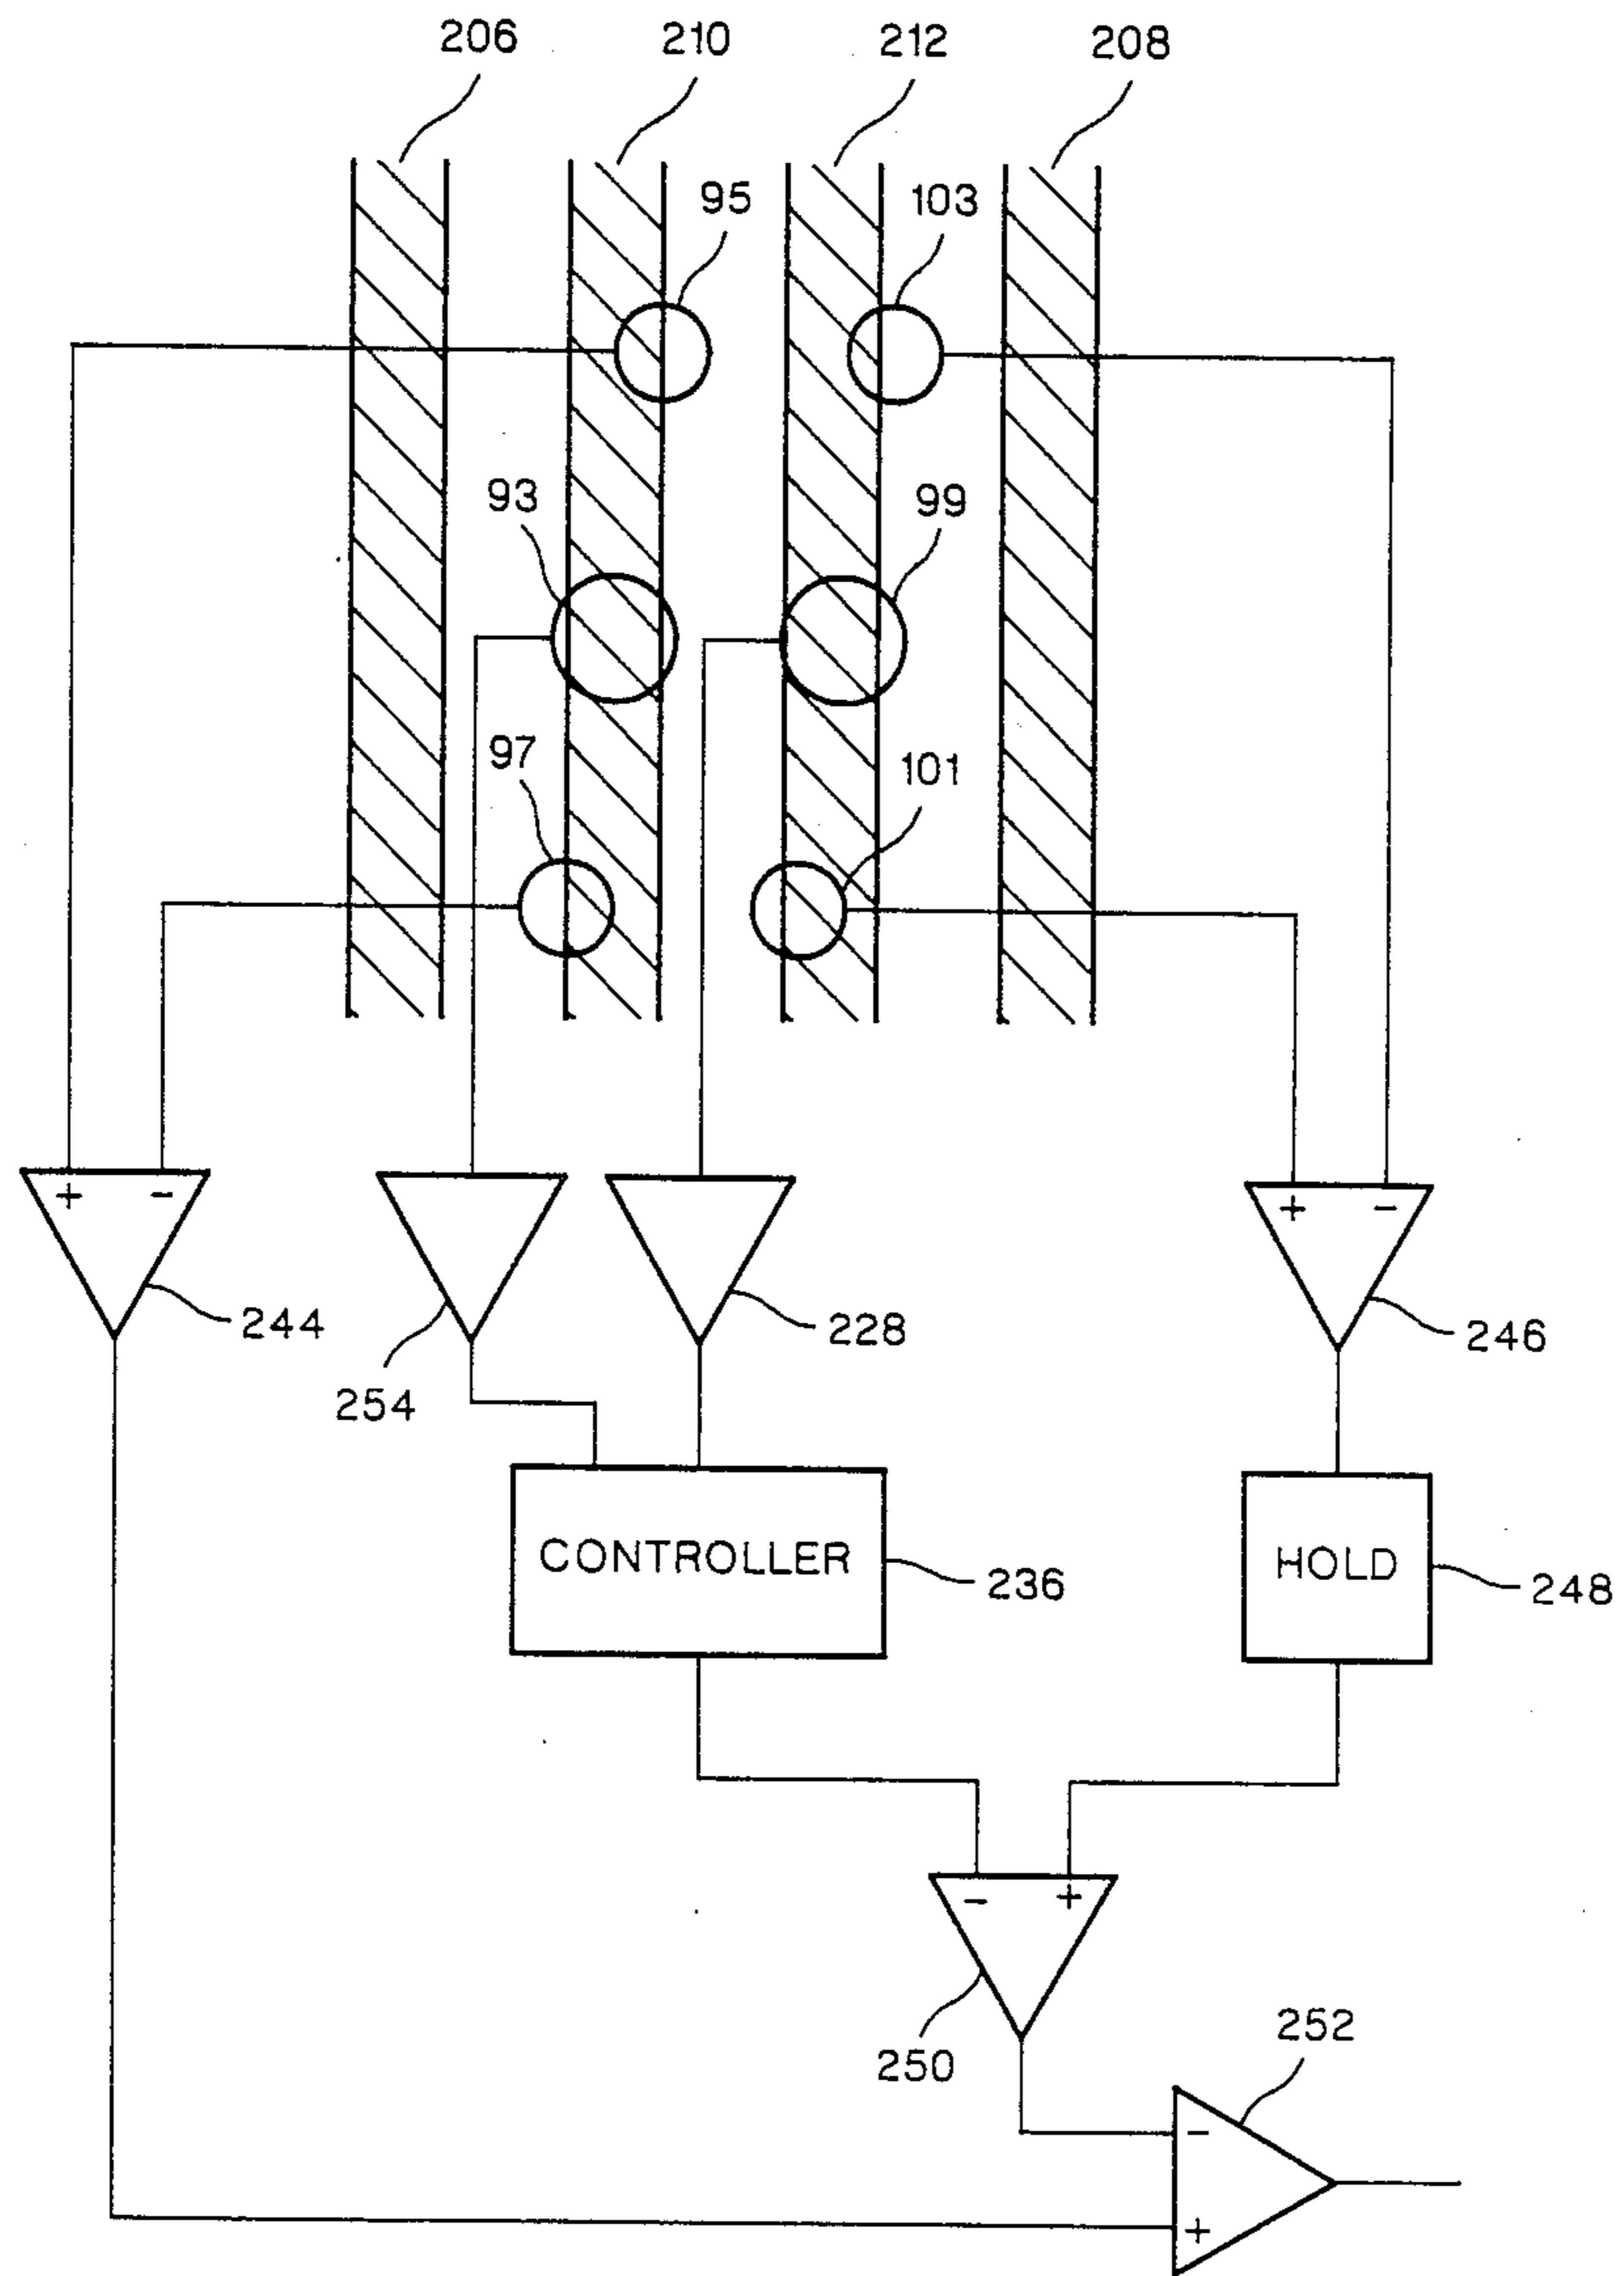 206 210 212 208
95 103
93 99
97 101
+ - + -
244 228 246
254
CONTROLLER 236 HOLD 248
- +
250 252
-
+